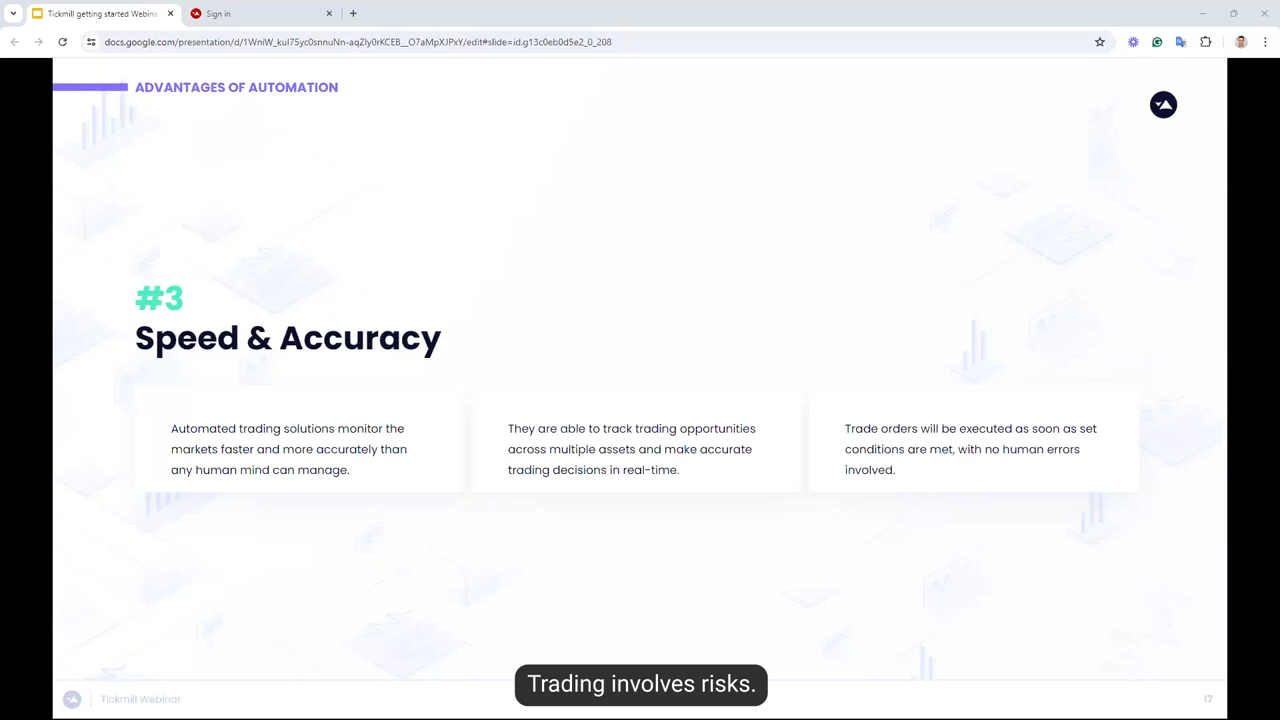 Tickmill getting started Webina
Sign in
docs.google.com/presentation/d/1WniW_kuI75yc0snnuNn-aqZly0rKCEB__O7aMpXJPxY/edit#slide=id.g13c0eb0d5e2_0_208
ADVANTAGES OF AUTOMATION
#3
Speed & Accuracy
Automated trading solutions monitor the
markets faster and more accurately than
any human mind can manage.
They are able to track trading opportunities
across multiple assets and make accurate
trading decisions in real-time.
Trade orders will be executed as soon as set
conditions are met, with no human errors
involved.
Trading involves risks.
Tickmill Webinar
17